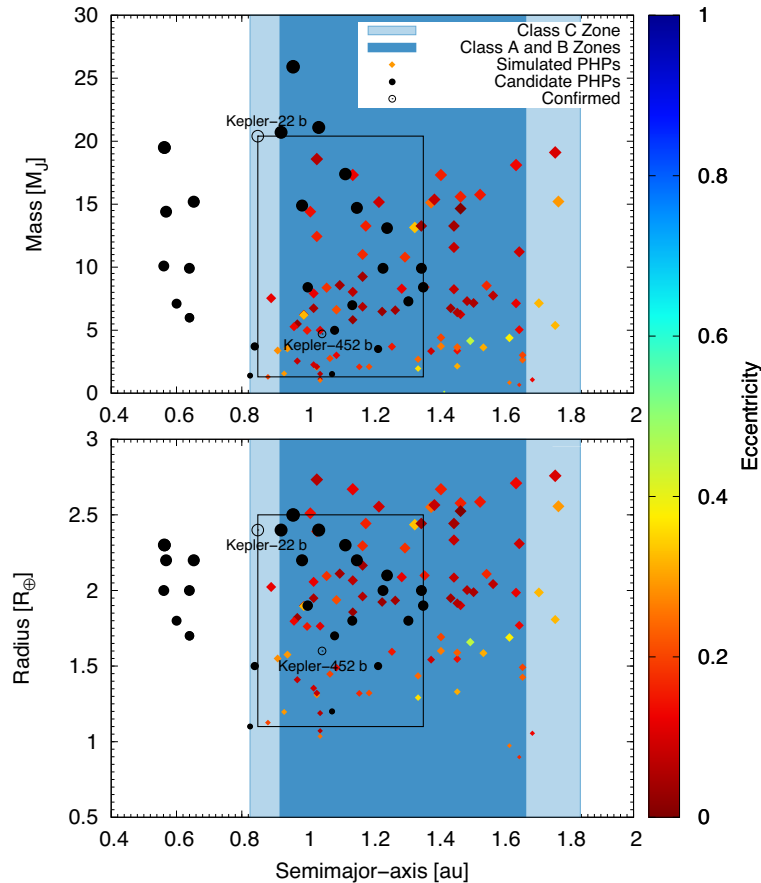 30
25
20
15
10
5
0
Mass [M_J]
Class C Zone
Class A and B Zones
Simulated PHPs
Candidate PHPs
Confirmed
Kepler-22 b
Kepler-452 b
0.4 0.6 0.8 1 1.2 1.4 1.6 1.8 2
3
2.5
2
1.5
1
0.5
Radius [R_⊕]
Kepler-22 b
Kepler-452 b
0.4 0.6 0.8 1 1.2 1.4 1.6 1.8 2
Semimajor-axis [au]
1
0.8
0.6
0.4
0.2
0
Eccentricity